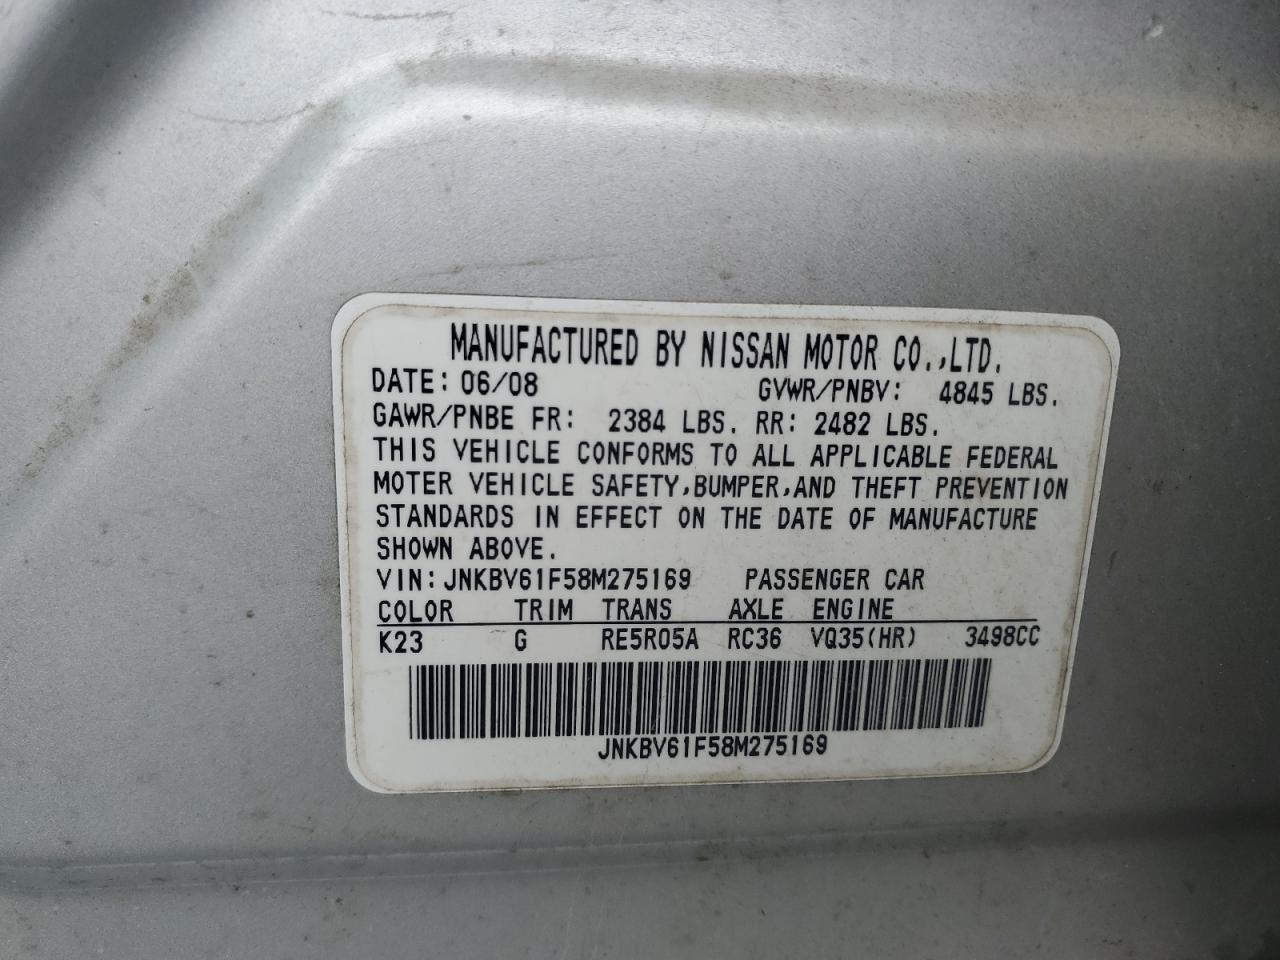 MANUFACTURED BY NISSAN MOTOR CO.,LTD.
DATE: 06/08 GVWR/PNBV: 4845 LBS.
GAWR/PNBE FR: 2384 LBS. RR: 2482 LBS.
THIS VEHICLE CONFORMS TO ALL APPLICABLE FEDERAL
MOTER VEHICLE SAFETY,BUMPER,AND THEFT PREVENTION
STANDARDS IN EFFECT ON THE DATE OF MANUFACTURE
SHOWN ABOVE.
VIN: JNKBV61F58M275169 PASSENGER CAR
COLOR TRIM TRANS AXLE ENGINE
K23 G RE5R05A RC36 VQ35(HR) 3498CC
JNKBV61F58M275169